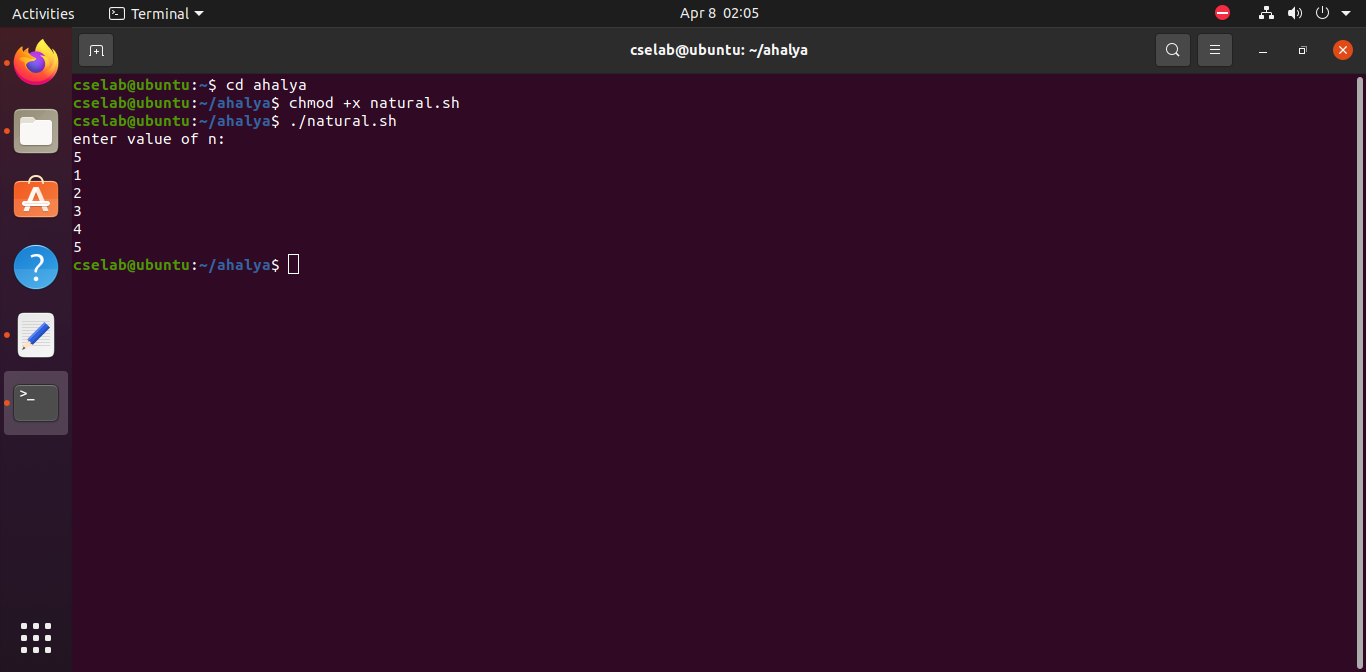 Activities
Terminal
Apr 8 02:05
cselab@ubuntu: ~/ahalya
cselab@ubuntu:~$ cd ahalya
cselab@ubuntu:~/ahalya$ chmod +x natural.sh
cselab@ubuntu:~/ahalya$ ./natural.sh
enter value of n:
5
1
2
3
4
5
cselab@ubuntu:~/ahalya$